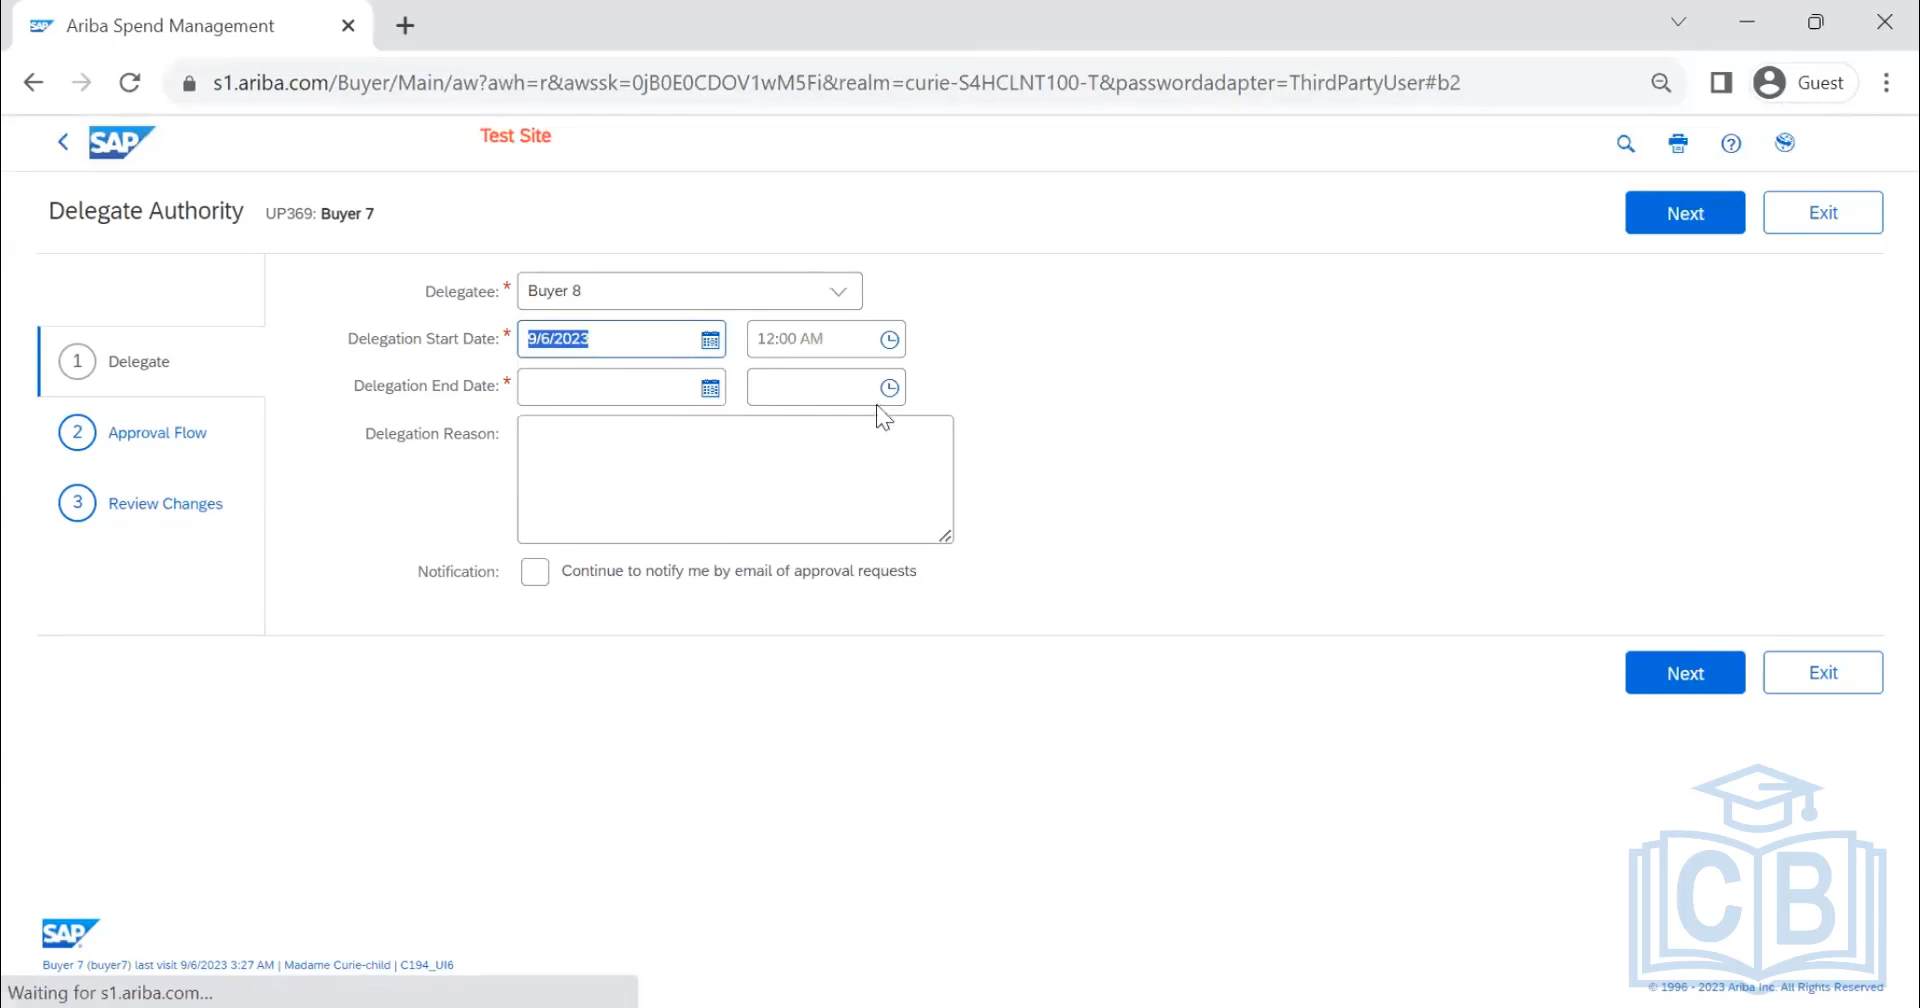 Ariba Spend Management
s1.ariba.com/Buyer/Main/aw?awh=r&awssk=0jB0E0CDOV1wM5Fi&realm=curie-S4HCLNT100-T&passwordadapter=ThirdPartyUser#b2
Guest
SAP
Test Site
Delegate Authority UP369: Buyer 7
Next Exit
Delegatee: * Buyer 8
Delegation Start Date: * 9/6/2023 12:00 AM
Delegation End Date: *
Delegation Reason:
Notification: Continue to notify me by email of approval requests
1 Delegate
2 Approval Flow
3 Review Changes
Next Exit
CB
SAP
Buyer 7 (buyer7) last visit 9/6/2023 3:27 AM | Madame Curie-child | C194_UI6
© 1996 - 2023 Ariba Inc. All Rights Reserved
Waiting for s1.ariba.com...